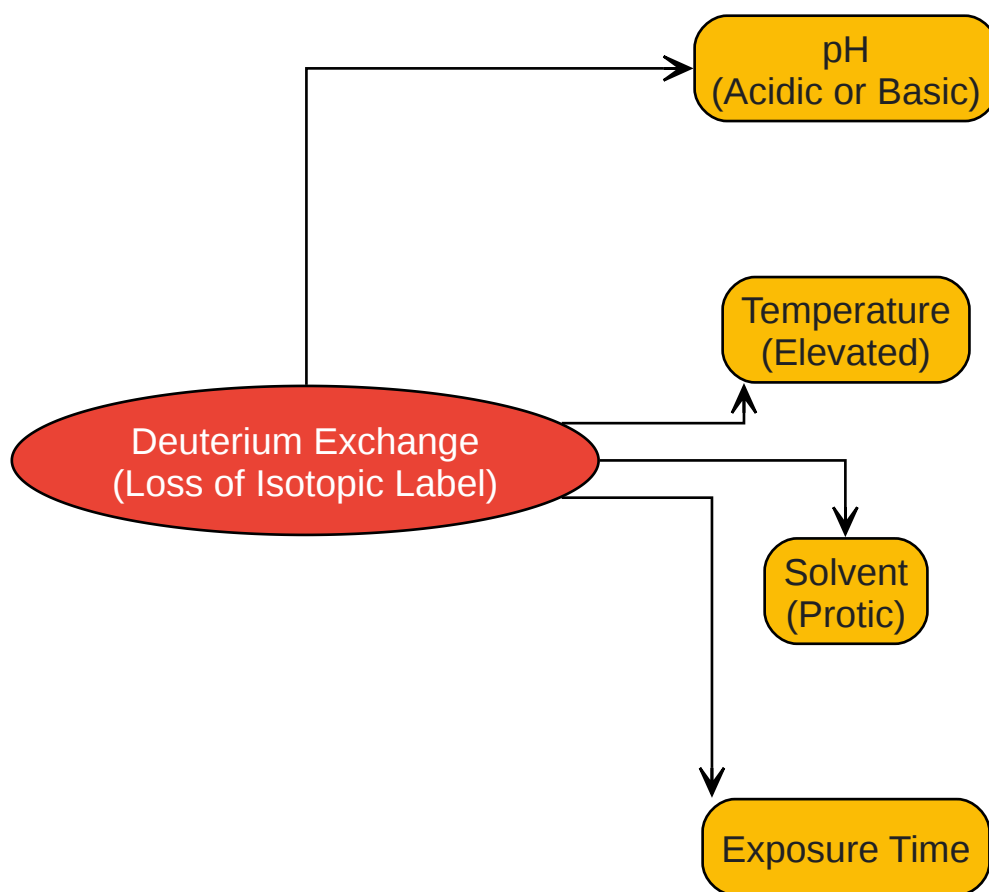 pH
(Acidic or Basic)
Temperature
(Elevated)
Deuterium Exchange
(Loss of Isotopic Label)
Solvent
(Protic)
Exposure Time